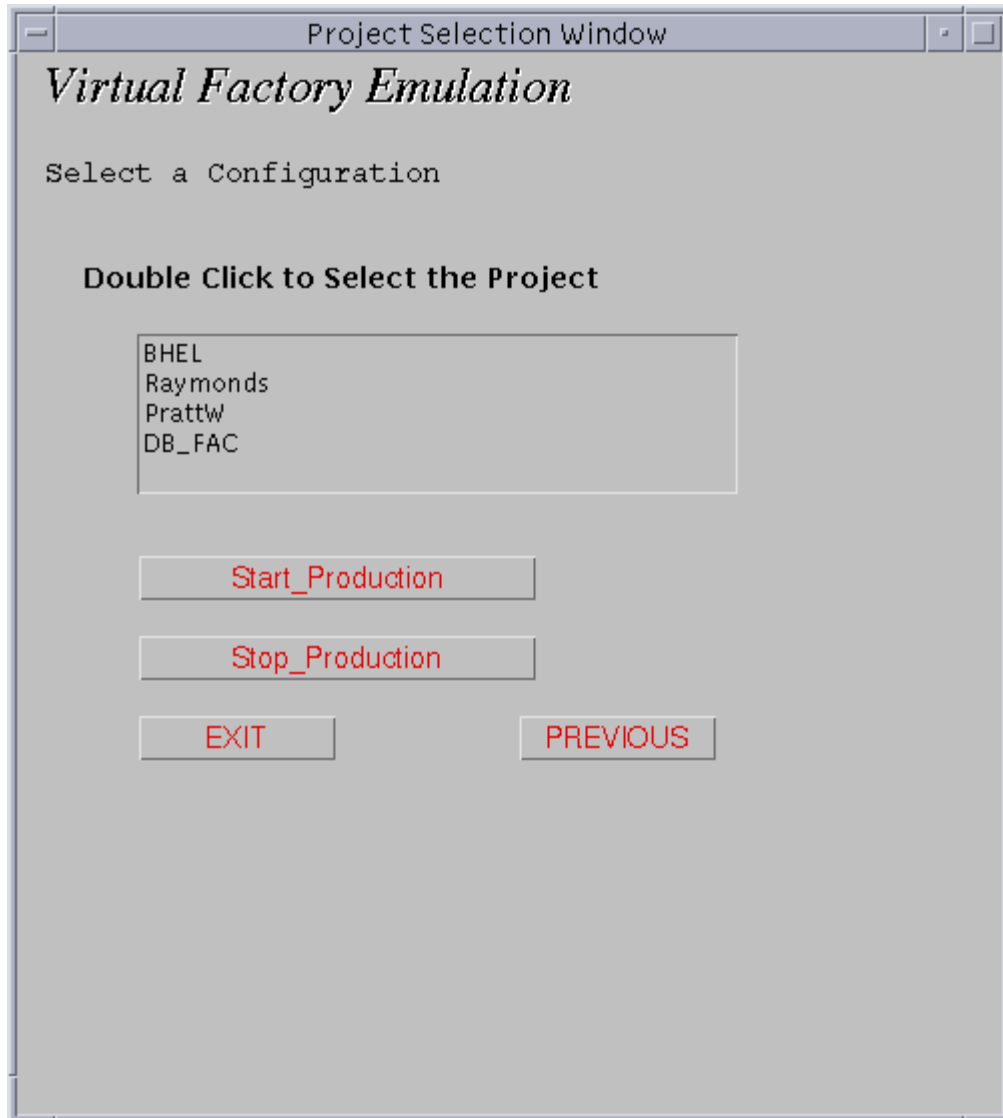 Project Selection Window
Virtual Factory Emulation
Select a Configuration
Double Click to Select the Project
BHEL
Raymonds
PrattW
DB_FAC
Start_Production
Stop_Production
EXIT PREVIOUS